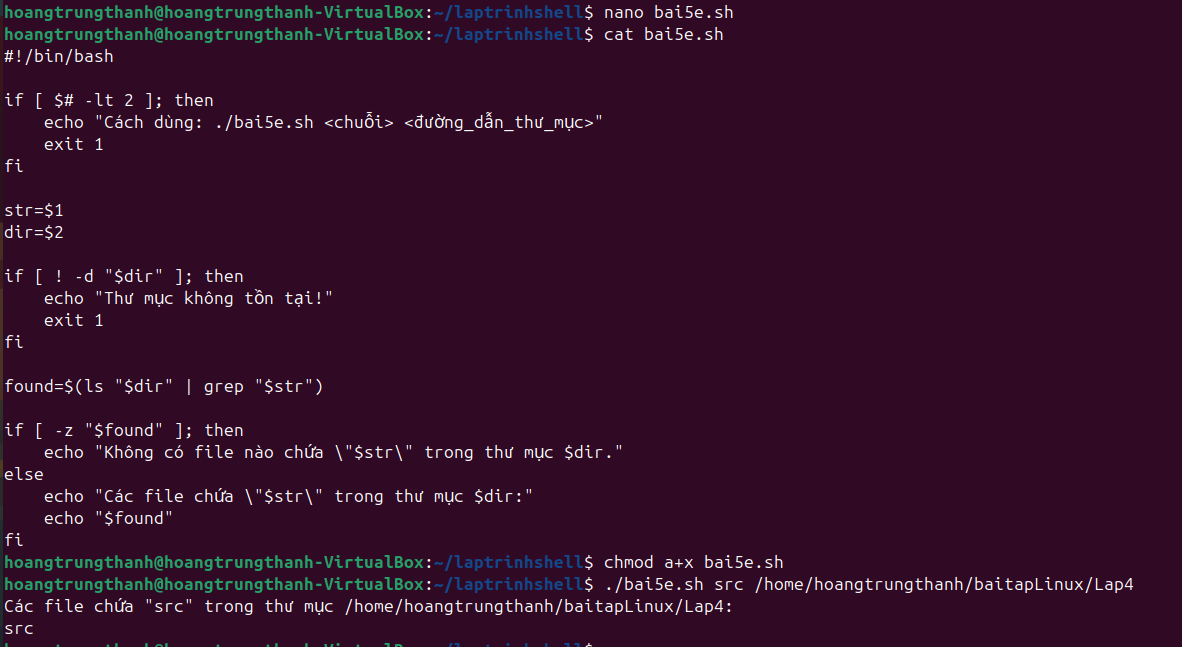 hoangtrungthanh@hoangtrungthanh-VirtualBox:~/laptrinhshell$ nano bai5e.sh
hoangtrungthanh@hoangtrungthanh-VirtualBox:~/laptrinhshell$ cat bai5e.sh
#!/bin/bash

if [ $# -lt 2 ]; then
    echo "Cách dùng: ./bai5e.sh <chuỗi> <đường_dẫn_thư_mục>"
    exit 1
fi

str=$1
dir=$2

if [ ! -d "$dir" ]; then
    echo "Thư mục không tồn tại!"
    exit 1
fi

found=$(ls "$dir" | grep "$str")

if [ -z "$found" ]; then
    echo "Không có file nào chứa \"$str\" trong thư mục $dir."
else
    echo "Các file chứa \"$str\" trong thư mục $dir:"
    echo "$found"
fi
hoangtrungthanh@hoangtrungthanh-VirtualBox:~/laptrinhshell$ chmod a+x bai5e.sh
hoangtrungthanh@hoangtrungthanh-VirtualBox:~/laptrinhshell$ ./bai5e.sh src /home/hoangtrungthanh/baitapLinux/Lap4
Các file chứa "src" trong thư mục /home/hoangtrungthanh/baitapLinux/Lap4:
src
hoangtrungthanh@hoangtrungthanh-VirtualBox:~/laptrinhshell$